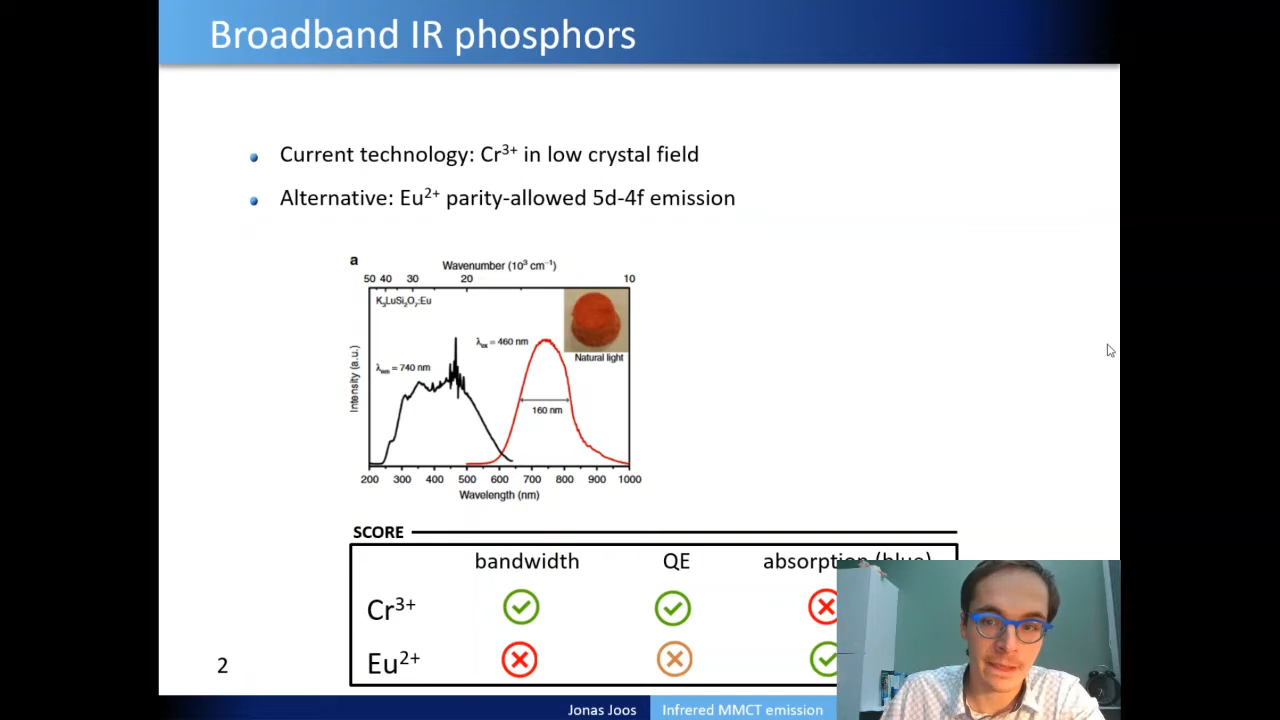 Broadband IR phosphors
Current technology: Cr³⁺ in low crystal field
Alternative: Eu²⁺ parity-allowed 5d-4f emission
a
Wavenumber (10³ cm⁻¹)
50 40 30 20 10
K₃LuSi₂O₇:Eu
λex = 460 nm
λem = 740 nm
Natural light
160 nm
Intensity (a.u.)
200 300 400 500 600 700 800 900 1000
Wavelength (nm)
SCORE
bandwidth QE absorption (blue)
Cr³⁺
Eu²⁺
2
Jonas Joos Infrered MMCT emission